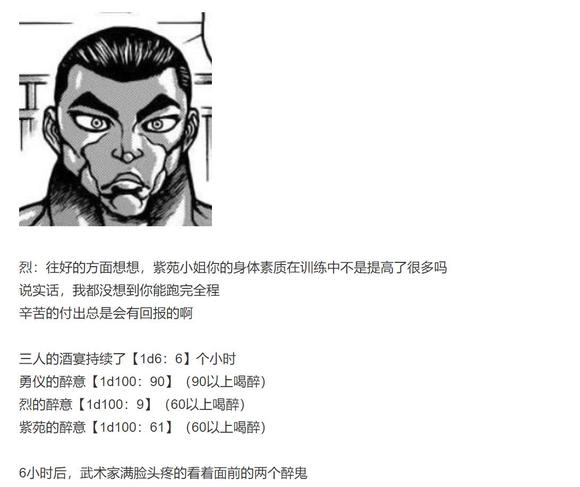 烈：往好的方面想想，紫苑小姐你的身体素质在训练中不是提高了很多吗
说实话，我都没想到你能跑完全程
辛苦的付出总是会有回报的啊
三人的酒宴持续了【1d6：6】个小时
勇仪的醉意【1d100：90】（90以上喝醉）
烈的醉意【1d100：9】（60以上喝醉）
紫苑的醉意【1d100：61】（60以上喝醉）
6小时后，武术家满脸头疼的看着面前的两个醉鬼